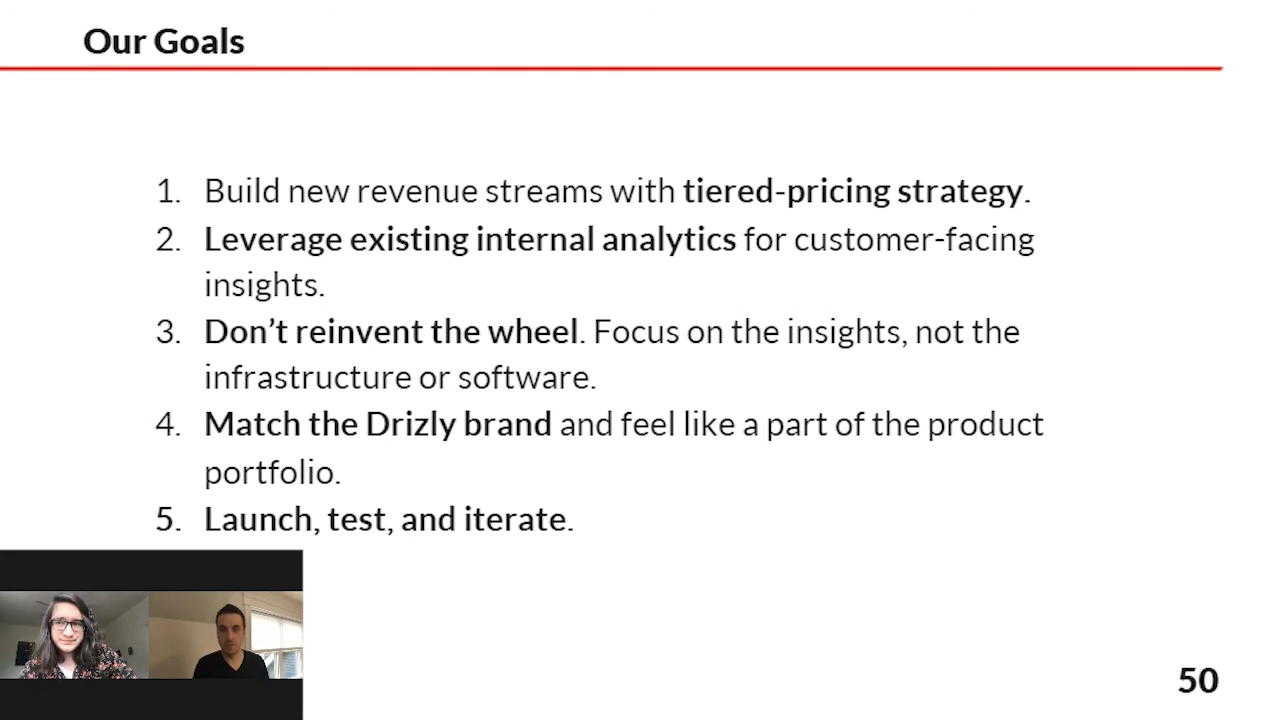 Our Goals
1. Build new revenue streams with tiered-pricing strategy.
2. Leverage existing internal analytics for customer-facing
insights.
3. Don’t reinvent the wheel. Focus on the insights, not the
infrastructure or software.
4. Match the Drizly brand and feel like a part of the product
portfolio.
5. Launch, test, and iterate.
50